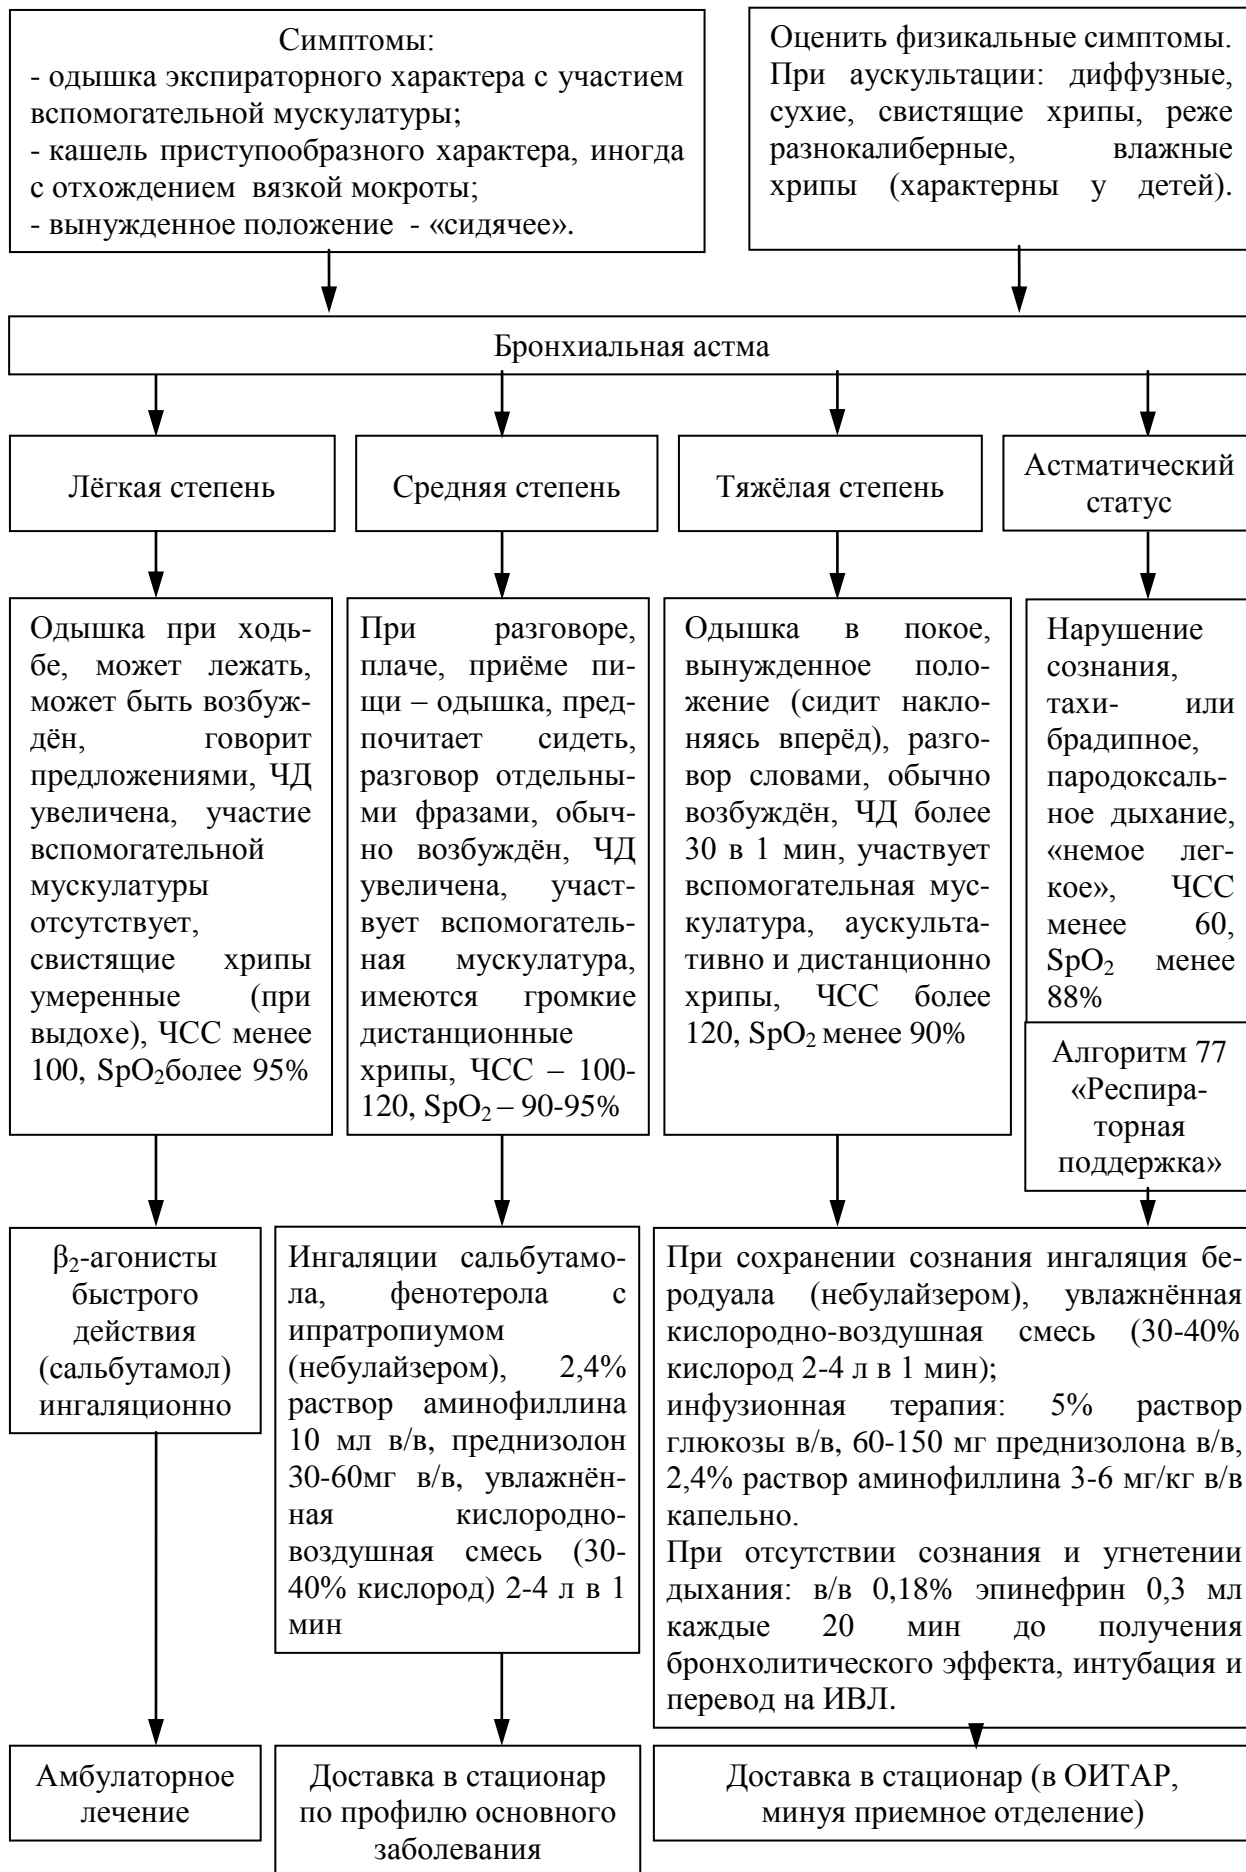 Симптомы:
- одышка экспираторного характера с участием
вспомогательной мускулатуры;
- кашель приступообразного характера, иногда
с отхождением вязкой мокроты;
- вынужденное положение - «сидячее».
Оценить физикальные симптомы.
При аускультации: диффузные,
сухие, свистящие хрипы, реже
разнокалиберные, влажные
хрипы (характерны у детей).
Бронхиальная астма
Лёгкая степень
Средняя степень
Тяжёлая степень
Астматический
статус
Одышка при ходь-
бе, может лежать,
может быть возбуж-
дён, говорит
предложениями, ЧД
увеличена, участие
вспомогательной
мускулатуры
отсутствует,
свистящие хрипы
умеренные (при
выдохе), ЧСС менее
100, SpO₂более 95%
При разговоре,
плаче, приёме пи-
щи – одышка, пред-
почитает сидеть,
разговор отдельны-
ми фразами, обыч-
но возбуждён, ЧД
увеличена, участ-
вует вспомогатель-
ная мускулатура,
имеются громкие
дистанционные
хрипы, ЧСС – 100-
120, SpO₂ – 90-95%
Одышка в покое,
вынужденное поло-
жение (сидит накло-
няясь вперёд), разго-
вор словами, обычно
возбуждён, ЧД более
30 в 1 мин, участвует
вспомогательная мус-
кулатура, аускульта-
тивно и дистанционно
хрипы, ЧСС более
120, SpO₂ менее 90%
Нарушение
сознания,
тахи- или
брадипное,
пародоксаль-
ное дыхание,
«немое лег-
кое», ЧСС
менее 60,
SpO₂ менее
88%
Алгоритм 77
«Респира-
торная
поддержка»
β₂-агонисты
быстрого
действия
(сальбутамол)
ингаляционно
Ингаляции сальбутамо-
ла, фенотерола с
ипратропиумом
(небулайзером), 2,4%
раствор аминофиллина
10 мл в/в, преднизолон
30-60мг в/в, увлажнён-
ная кислородно-
воздушная смесь (30-
40% кислород) 2-4 л в 1
мин
При сохранении сознания ингаляция бе-
родуала (небулайзером), увлажнённая
кислородно-воздушная смесь (30-40%
кислород 2-4 л в 1 мин);
инфузионная терапия: 5% раствор
глюкозы в/в, 60-150 мг преднизолона в/в,
2,4% раствор аминофиллина 3-6 мг/кг в/в
капельно.
При отсутствии сознания и угнетении
дыхания: в/в 0,18% эпинефрин 0,3 мл
каждые 20 мин до получения
бронхолитического эффекта, интубация и
перевод на ИВЛ.
Амбулаторное
лечение
Доставка в стационар
по профилю основного
заболевания
Доставка в стационар (в ОИТАР,
минуя приемное отделение)